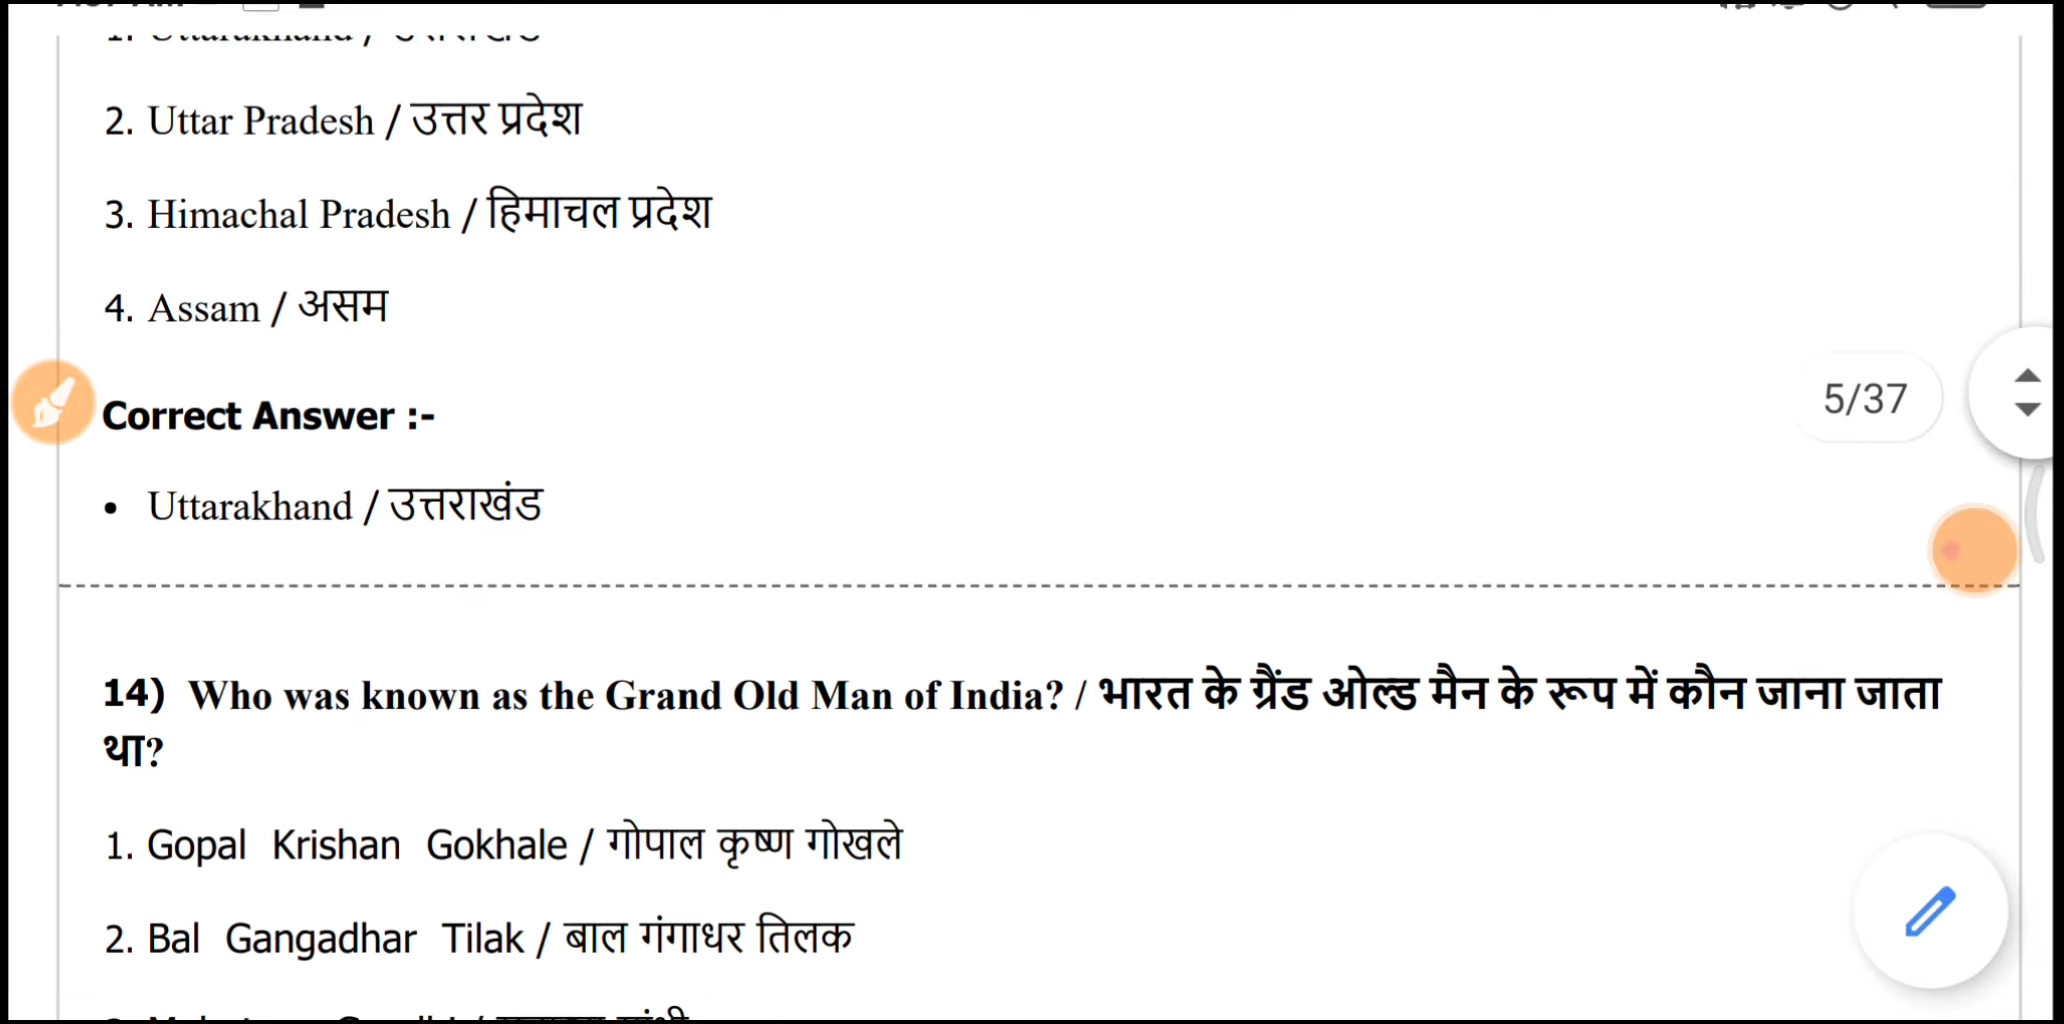 2. Uttar Pradesh / उत्तर प्रदेश
3. Himachal Pradesh / हिमाचल प्रदेश
4. Assam / असम
Correct Answer :-
5/37
• Uttarakhand / उत्तराखंड
14) Who was known as the Grand Old Man of India? / भारत के ग्रैंड ओल्ड मैन के रूप में कौन जाना जाता
था?
1. Gopal Krishan Gokhale / गोपाल कृष्ण गोखले
2. Bal Gangadhar Tilak / बाल गंगाधर तिलक